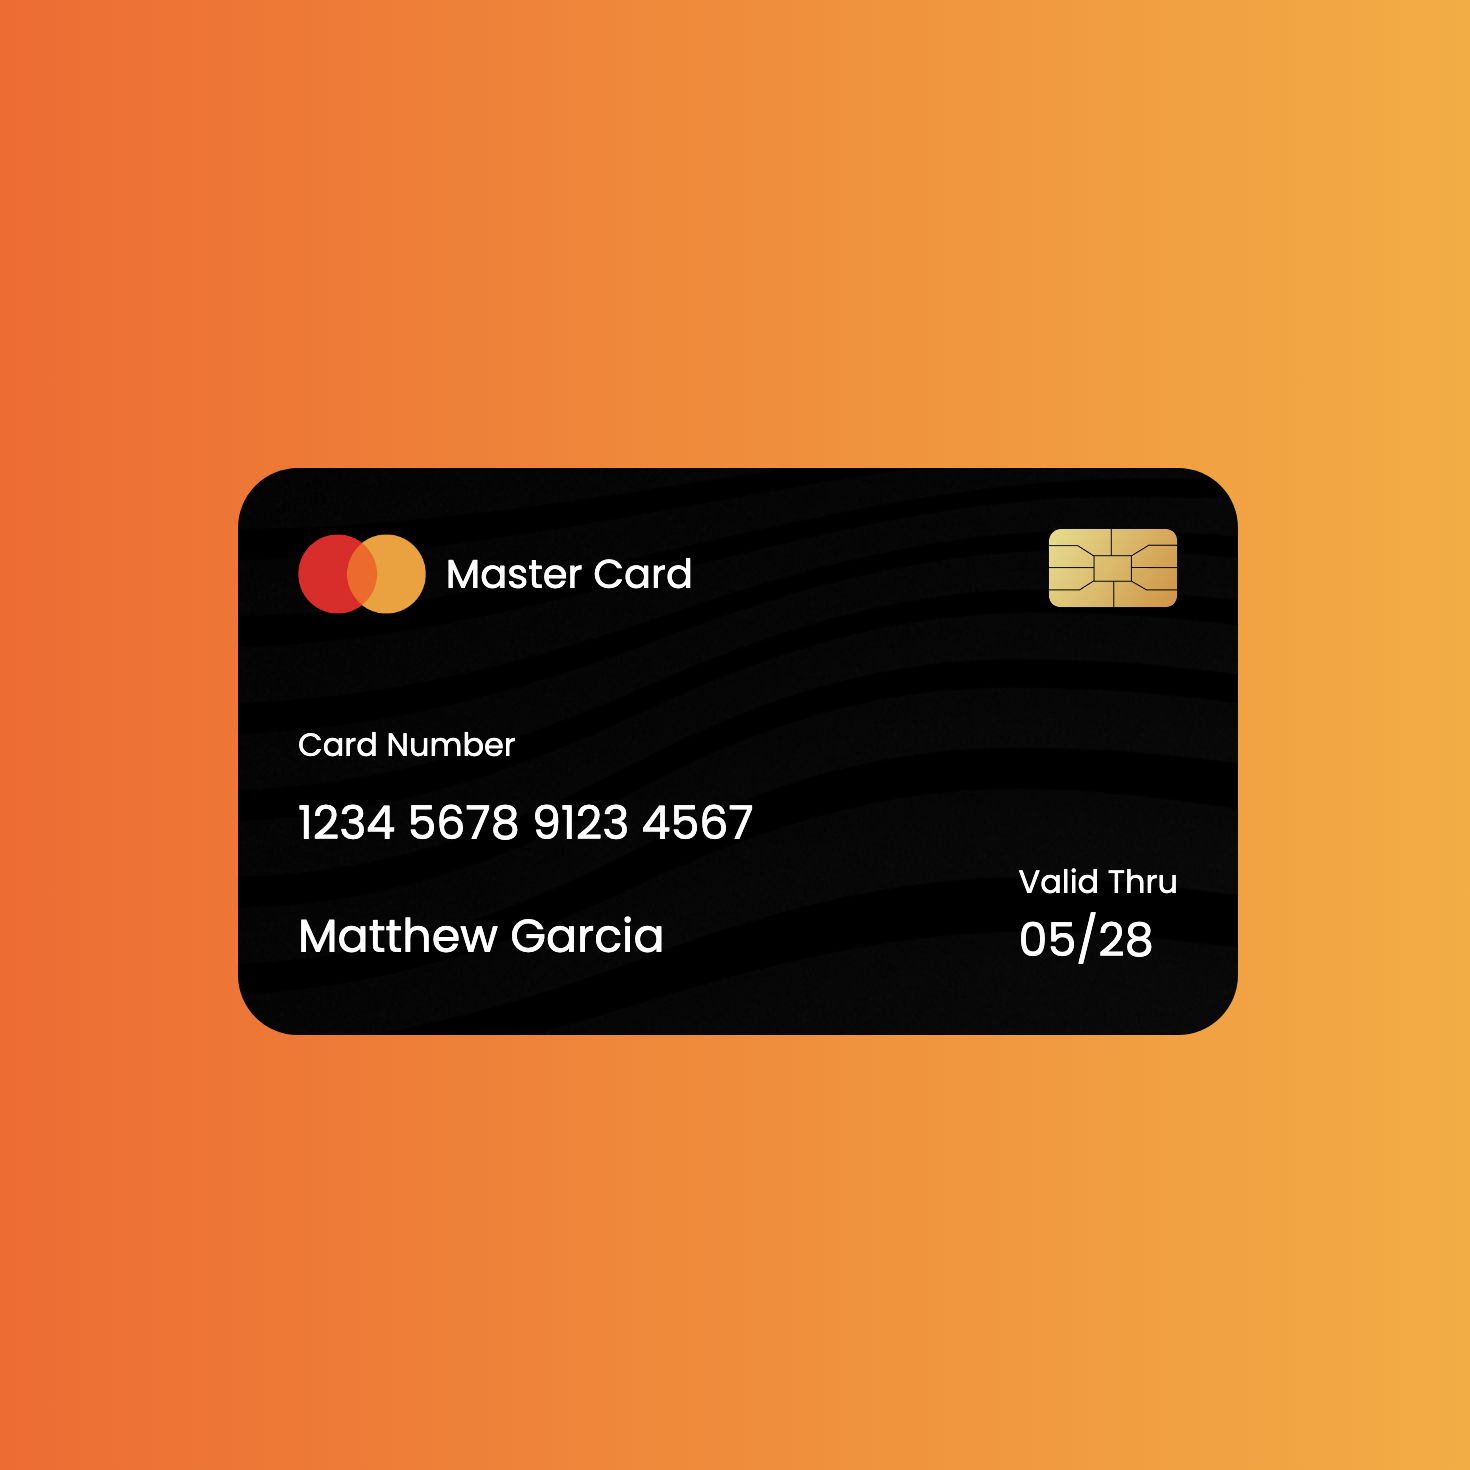 Master Card
Card Number
1234 5678 9123 4567
Valid Thru
Matthew Garcia
05/28